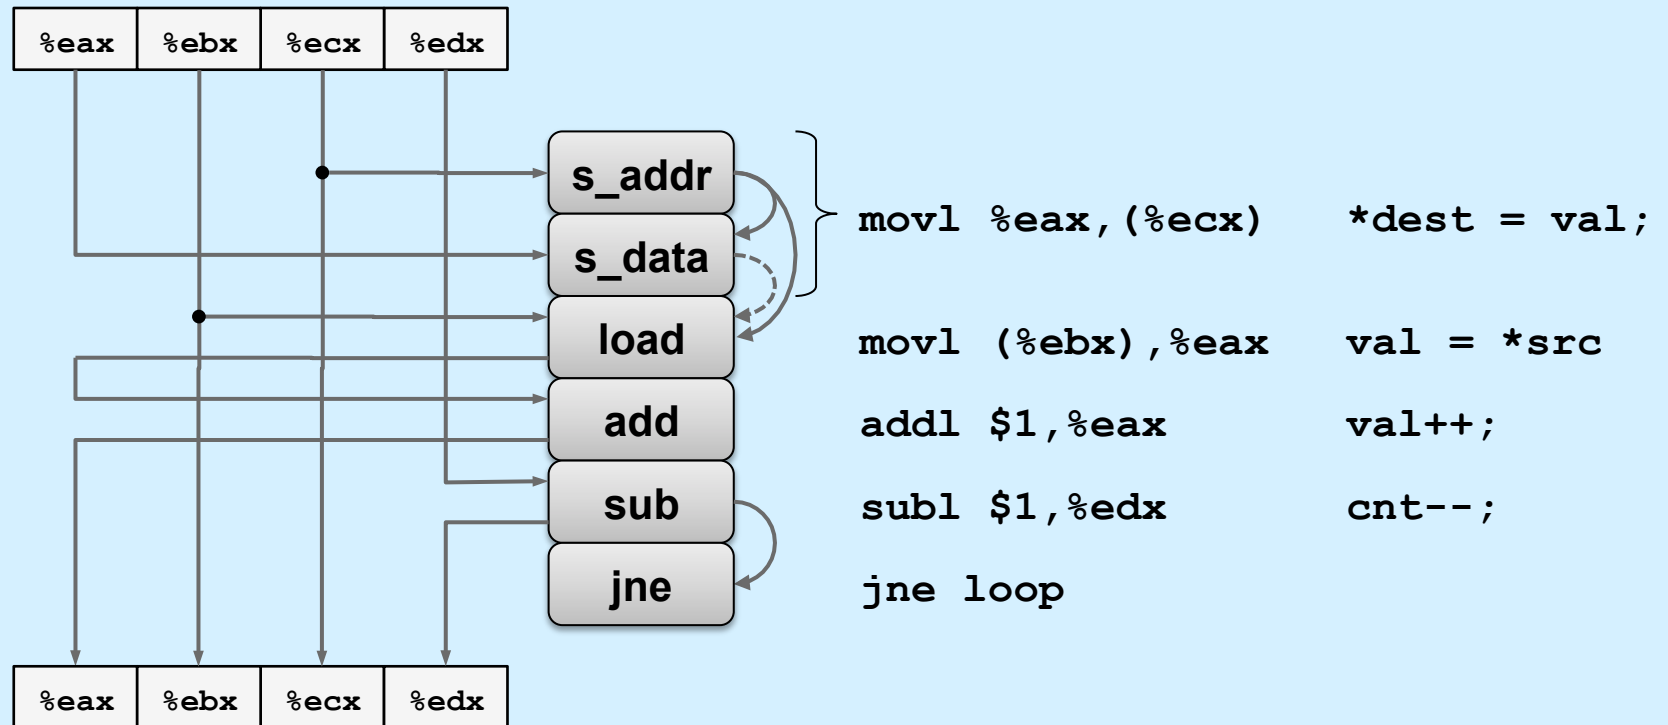 %eax %ebx %ecx %edx
s_addr
movl %eax,(%ecx) *dest = val;
s_data
load movl (%ebx),%eax val = *src
add addl $1,%eax val++;
sub subl $1,%edx cnt--;
jne jne loop
%eax %ebx %ecx %edx